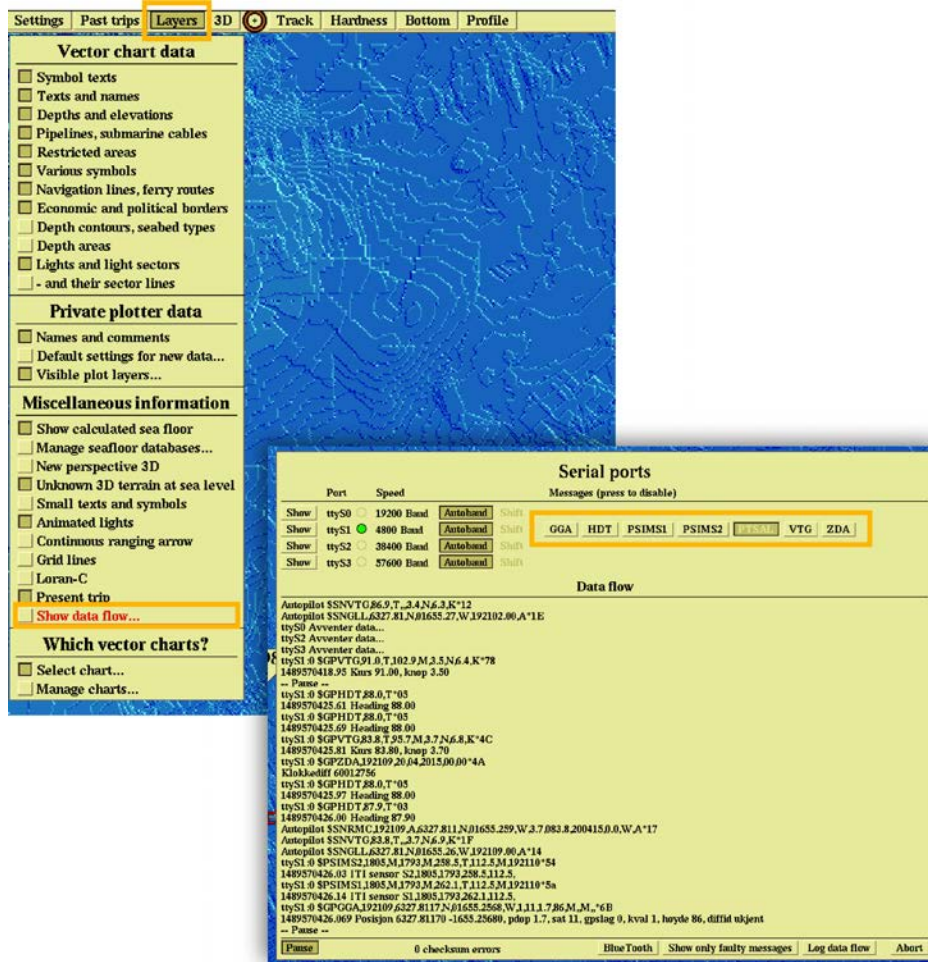 Settings Past trips Layers 3D Track Hardness Bottom Profile
Vector chart data
Symbol texts
Texts and names
Depths and elevations
Pipelines, submarine cables
Restricted areas
Various symbols
Navigation lines, ferry routes
Economic and political borders
Depth contours, seabed types
Depth areas
Lights and light sectors
- and their sector lines
Private plotter data
Names and comments
Default settings for new data...
Visible plot layers...
Miscellaneous information
Show calculated sea floor
Manage seafloor databases...
New perspective 3D
Unknown 3D terrain at sea level
Small texts and symbols
Animated lights
Continuous ranging arrow
Grid lines
Loran-C
Present trip
Show data flow...
Which vector charts?
Select chart...
Manage charts...
Serial ports
Port Speed Messages (press to disable)
Show ttyS0 19200 Baud Autobaud Shift
Show ttyS1 4800 Baud Autobaud Shift GGA HDT PSIMS1 PSIMS2 PTSAL VTG ZDA
Show ttyS2 38400 Baud Autobaud Shift
Show ttyS3 57600 Baud Autobaud Shift
Data flow
Autopilot $SNVTG,86.9,T,,,3.4,N,6.3,K*12
Autopilot $SNGLL,6327.81,N,01655.27,W,192102.00,A*1E
ttyS0 Avventer data...
ttyS2 Avventer data...
ttyS3 Avventer data...
ttyS1 :0 $GPVTG,91.0,T,102.9,M,3.5,N,6.4,K*78
1489570418.95 Kurs 91.00, knop 3.50
-- Pause --
ttyS1 :0 $GPHDT,88.0,T*05
1489570425.61 Heading 88.00
ttyS1 :0 $GPHDT,88.0,T*05
1489570425.69 Heading 88.00
ttyS1 :0 $GPVTG,83.8,T,95.7,M,3.7,N,6.8,K*4C
1489570425.81 Kurs 83.80, knop 3.70
ttyS1 :0 $GPZDA,192109,20,04,2015,00,00*4A
Klokkediff 60012756
ttyS1 :0 $GPHDT,88.0,T*05
1489570425.97 Heading 88.00
ttyS1 :0 $GPHDT,87.9,T*03
1489570426.00 Heading 87.90
Autopilot $SNRMC,192109,A,6327.811,N,01655.259,W,3.7,083.8,200415,0.0,W,A*17
Autopilot $SNVTG,83.8,T,,,3.7,N,6.9,K*1F
Autopilot $SNGLL,6327.81,N,01655.26,W,192109.00,A*14
ttyS1 :0 $PSIMS2,1805,M,1793,M,258.5,T,112.5,M,192110*54
1489570426.03 ITI sensor S2,1805,1793,258.5,112.5,
ttyS1 :0 $PSIMS1,1805,M,1793,M,262.1,T,112.5,M,192110*5a
1489570426.14 ITI sensor S1,1805,1793,262.1,112.5,
ttyS1 :0 $GPGGA,192109,6327.8117,N,01655.2568,W,1,11,1.7,86,M,,M,,*6B
1489570426.069 Posisjon 6327.81170 -1655.25680, pdop 1.7, sat 11, gpslag 0, kval 1, høyde 86, diffid ukjent
-- Pause --
Pause 0 checksum errors BlueTooth Show only faulty messages Log data flow Abort